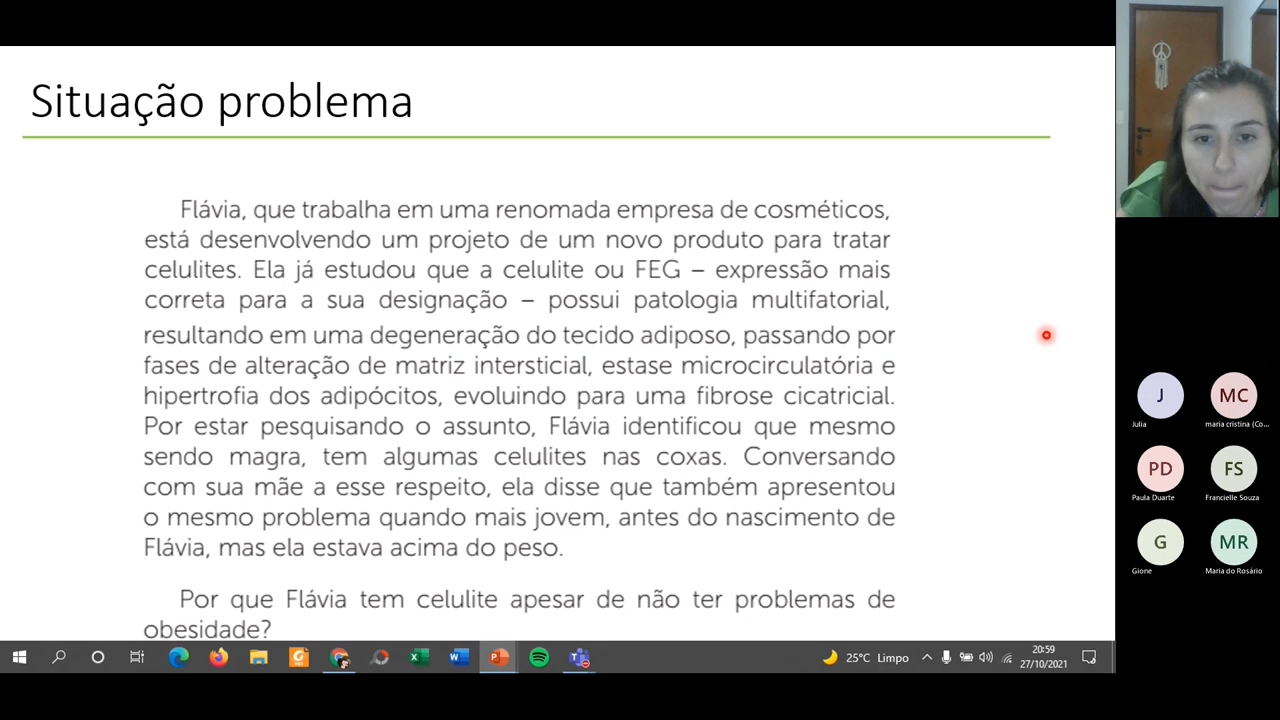 Situação problema
Flávia, que trabalha em uma renomada empresa de cosméticos,
está desenvolvendo um projeto de um novo produto para tratar
celulites. Ela já estudou que a celulite ou FEG – expressão mais
correta para a sua designação – possui patologia multifatorial,
resultando em uma degeneração do tecido adiposo, passando por
fases de alteração de matriz intersticial, estase microcirculatória e
hipertrofia dos adipócitos, evoluindo para uma fibrose cicatricial.
Por estar pesquisando o assunto, Flávia identificou que mesmo
sendo magra, tem algumas celulites nas coxas. Conversando
com sua mãe a esse respeito, ela disse que também apresentou
o mesmo problema quando mais jovem, antes do nascimento de
Flávia, mas ela estava acima do peso.
Por que Flávia tem celulite apesar de não ter problemas de
obesidade?
J
MC
Julia
maria cristina (Co...
PD
FS
Paula Duarte
Francielle Souza
G
MR
Gione
Maria do Rosário
25°C Limpo
20:59
27/10/2021